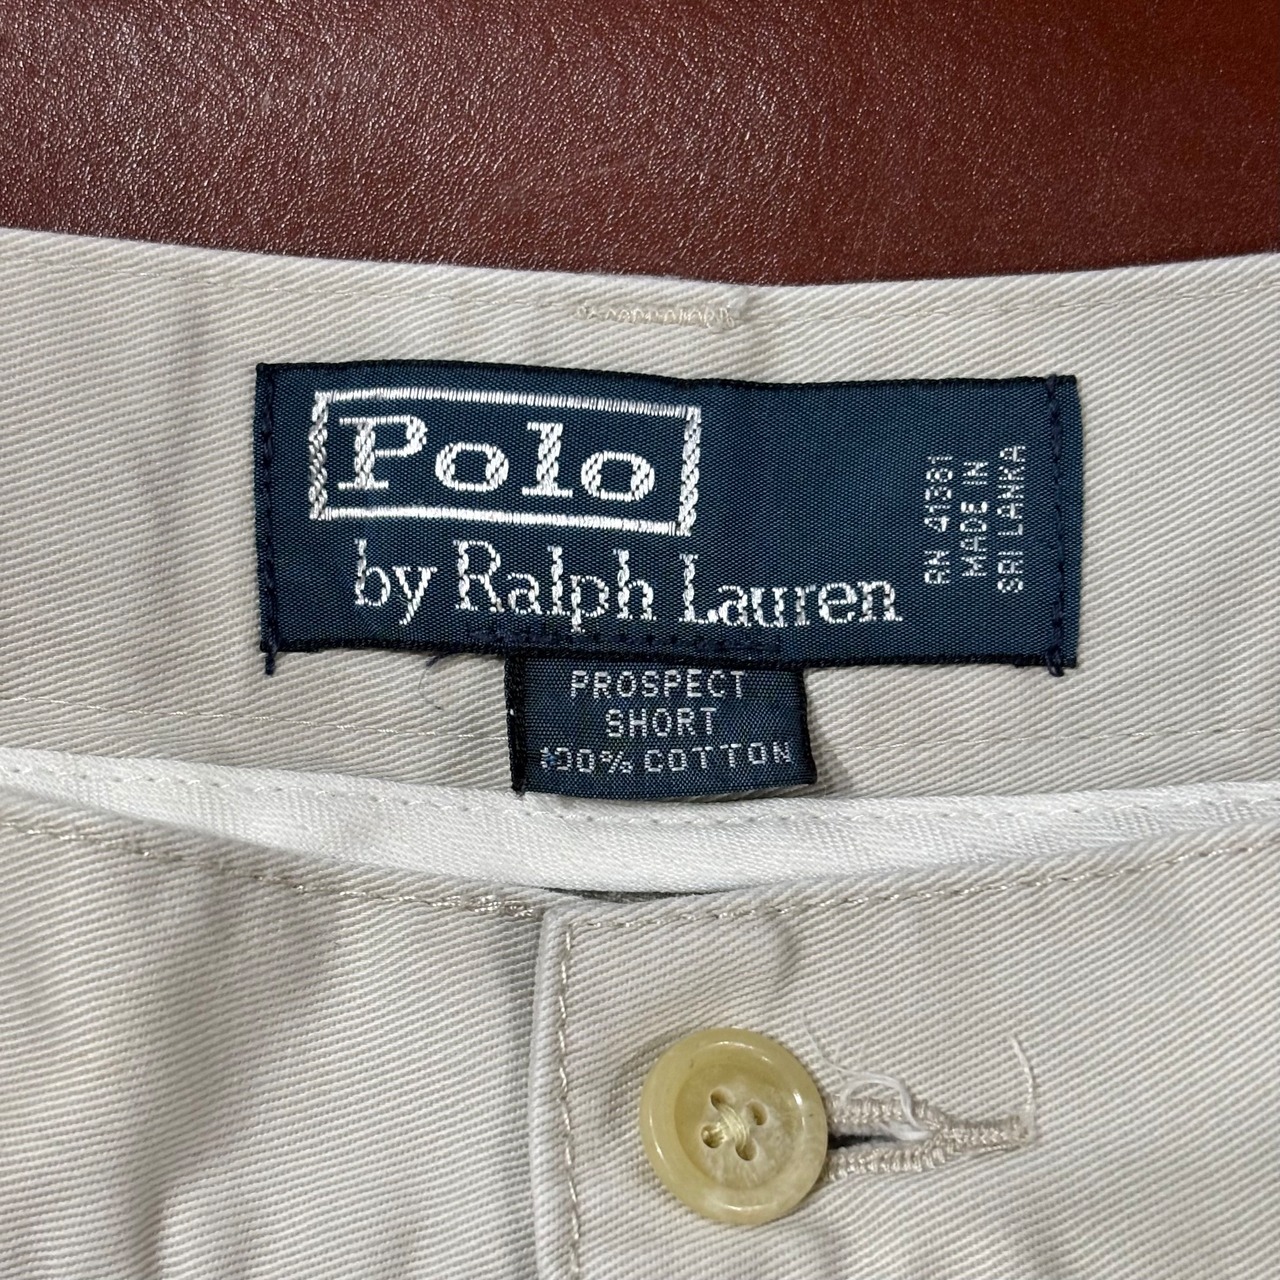 Polo
by Ralph Lauren
RN 41381
MADE IN
SRI LANKA
PROSPECT
SHORT
100% COTTON